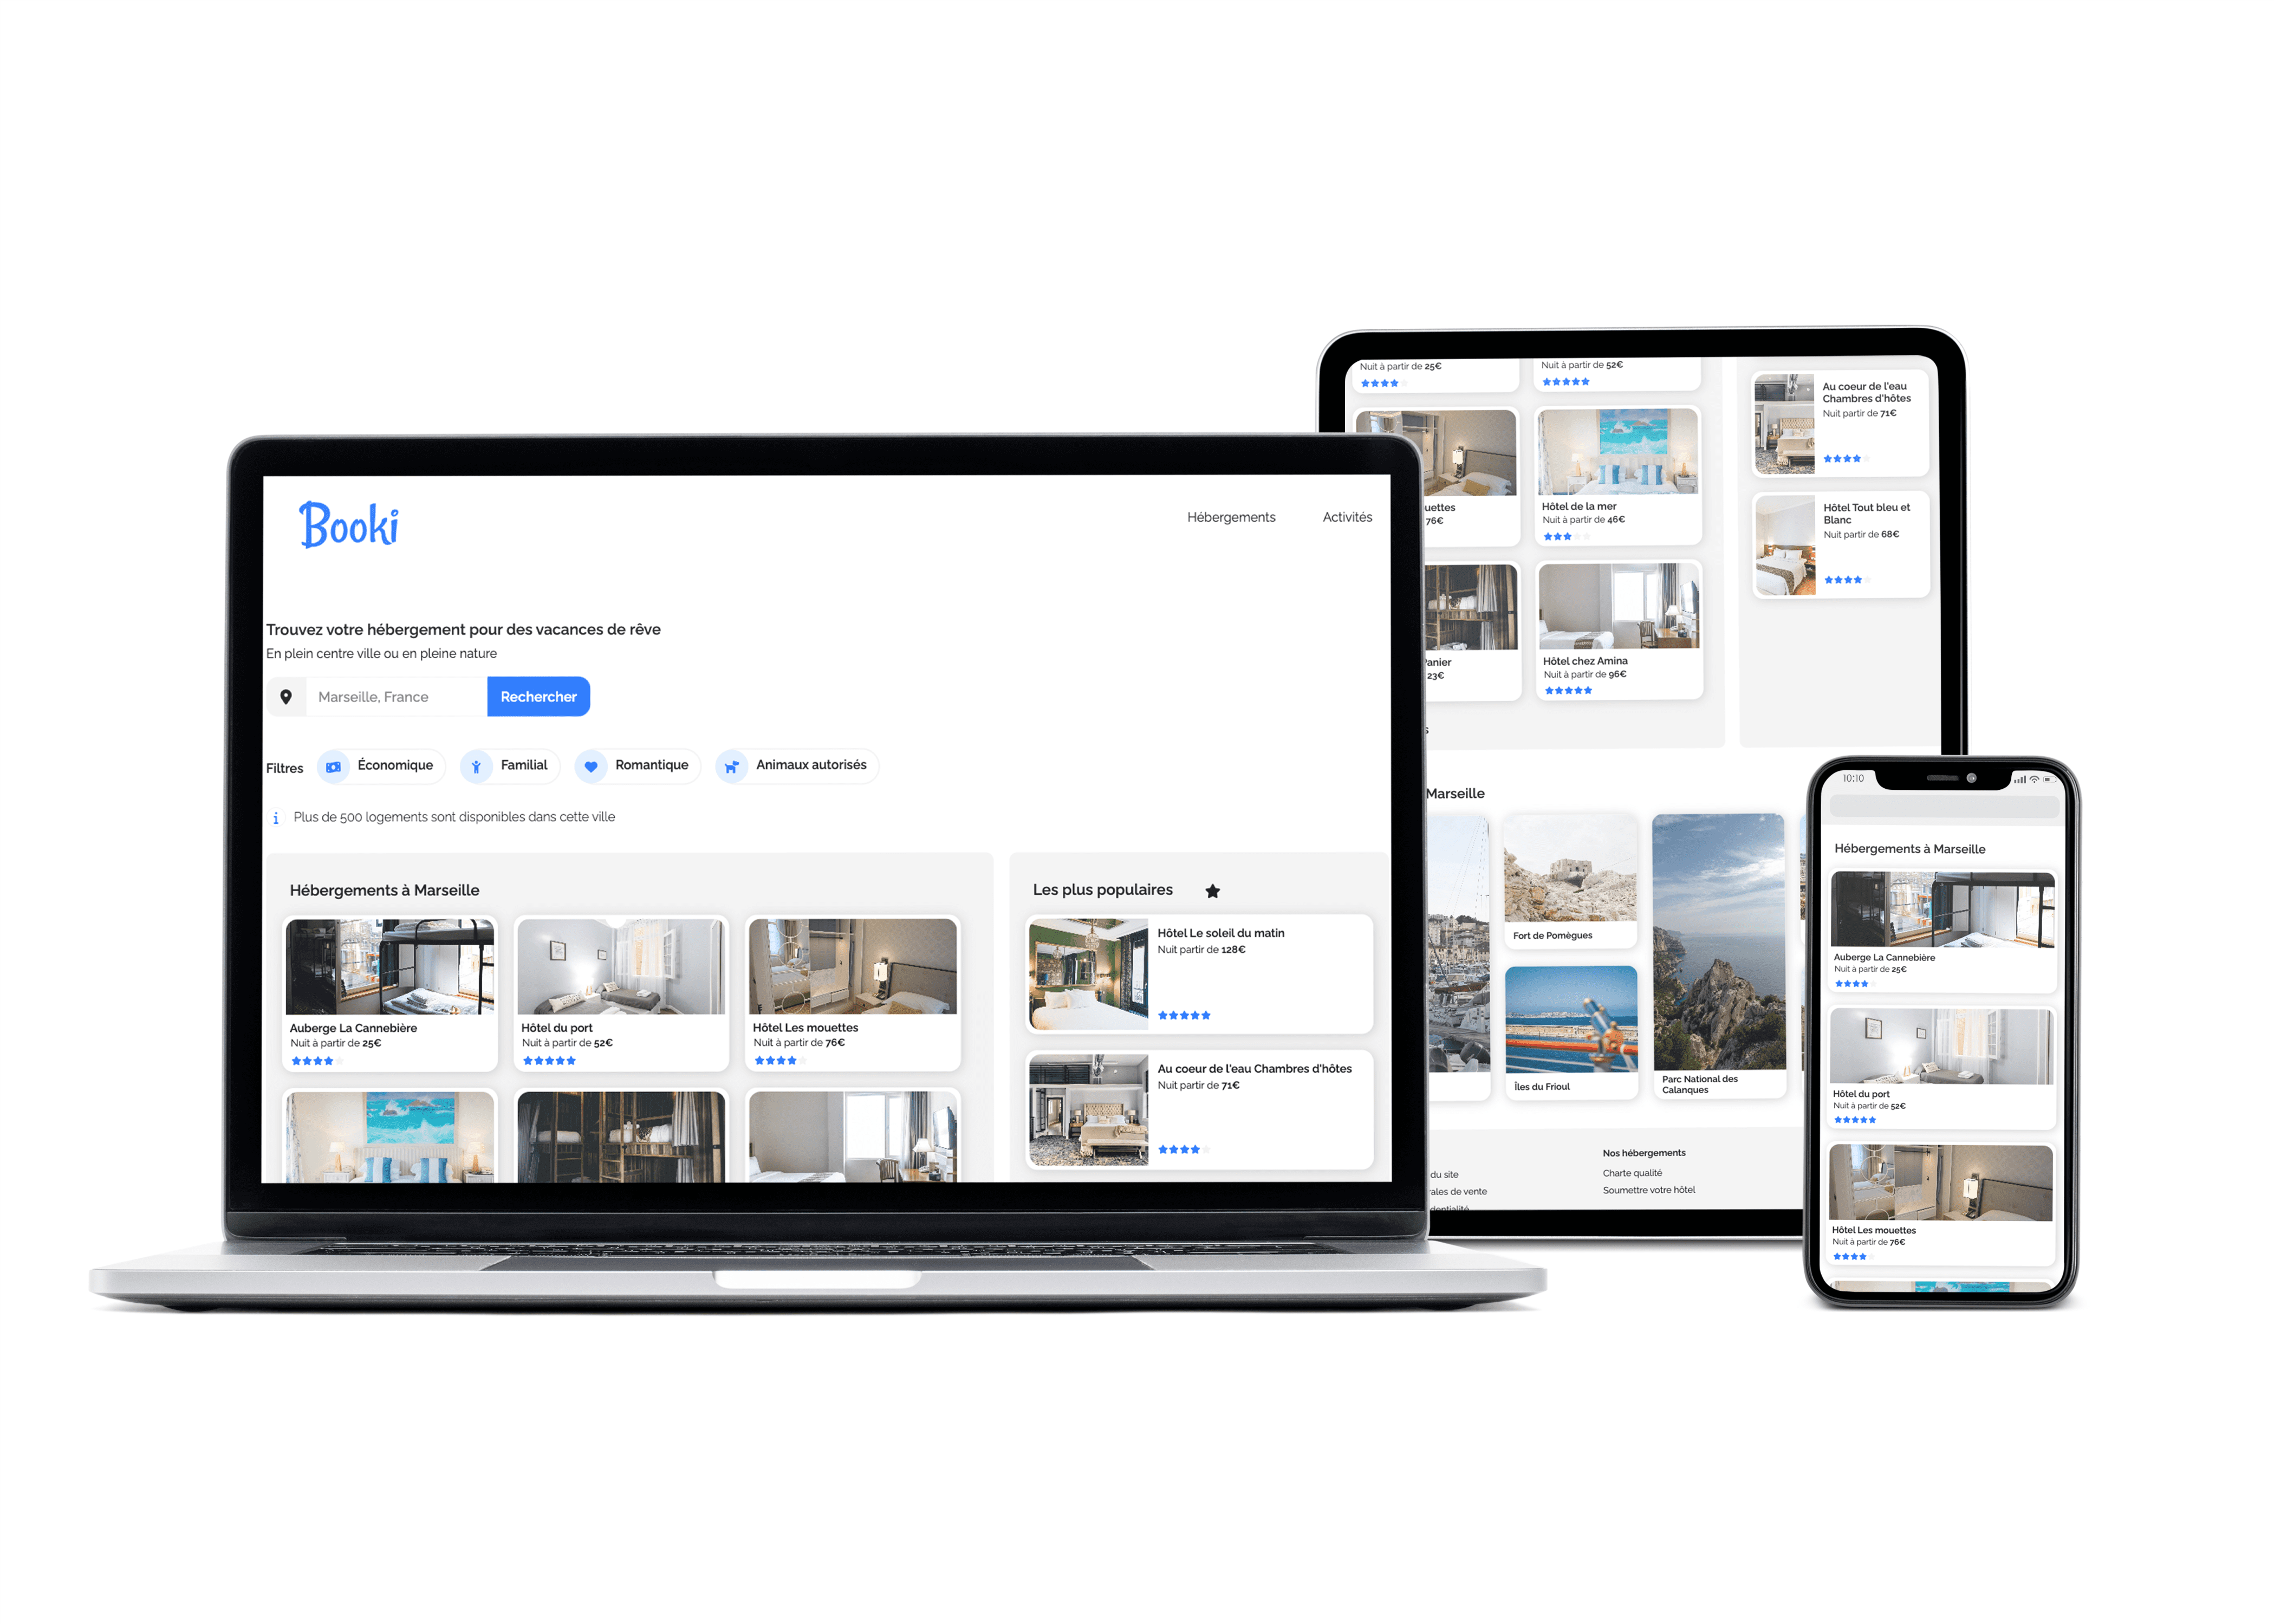 Booki
Hébergements
Activités
Trouvez votre hébergement pour des vacances de rêve
En plein centre ville ou en pleine nature
Marseille, France
Rechercher
Filtres
Économique
Familial
Romantique
Animaux autorisés
Plus de 500 logements sont disponibles dans cette ville
Hébergements à Marseille
Auberge La Cannebière
Nuit à partir de 25€
Hôtel du port
Nuit à partir de 52€
Hôtel Les mouettes
Nuit à partir de 76€
Les plus populaires
Hôtel Le soleil du matin
Nuit partir de 128€
Au coeur de l'eau Chambres d'hôtes
Nuit partir de 71€
Nuit à partir de 25€
Nuit à partir de 52€
uettes
76€
Hôtel de la mer
Nuit à partir de 46€
Panier
23€
Hôtel chez Amina
Nuit à partir de 96€
s
Au coeur de l'eau
Chambres d'hôtes
Nuit partir de 71€
Hôtel Tout bleu et
Blanc
Nuit partir de 68€
Marseille
Fort de Pomègues
Îles du Frioul
Parc National des
Calanques
du site
rales de vente
dentialité
Nos hébergements
Charte qualité
Soumettre votre hôtel
10:10
Hébergements à Marseille
Auberge La Cannebière
Nuit à partir de 25€
Hôtel du port
Nuit à partir de 52€
Hôtel Les mouettes
Nuit à partir de 76€